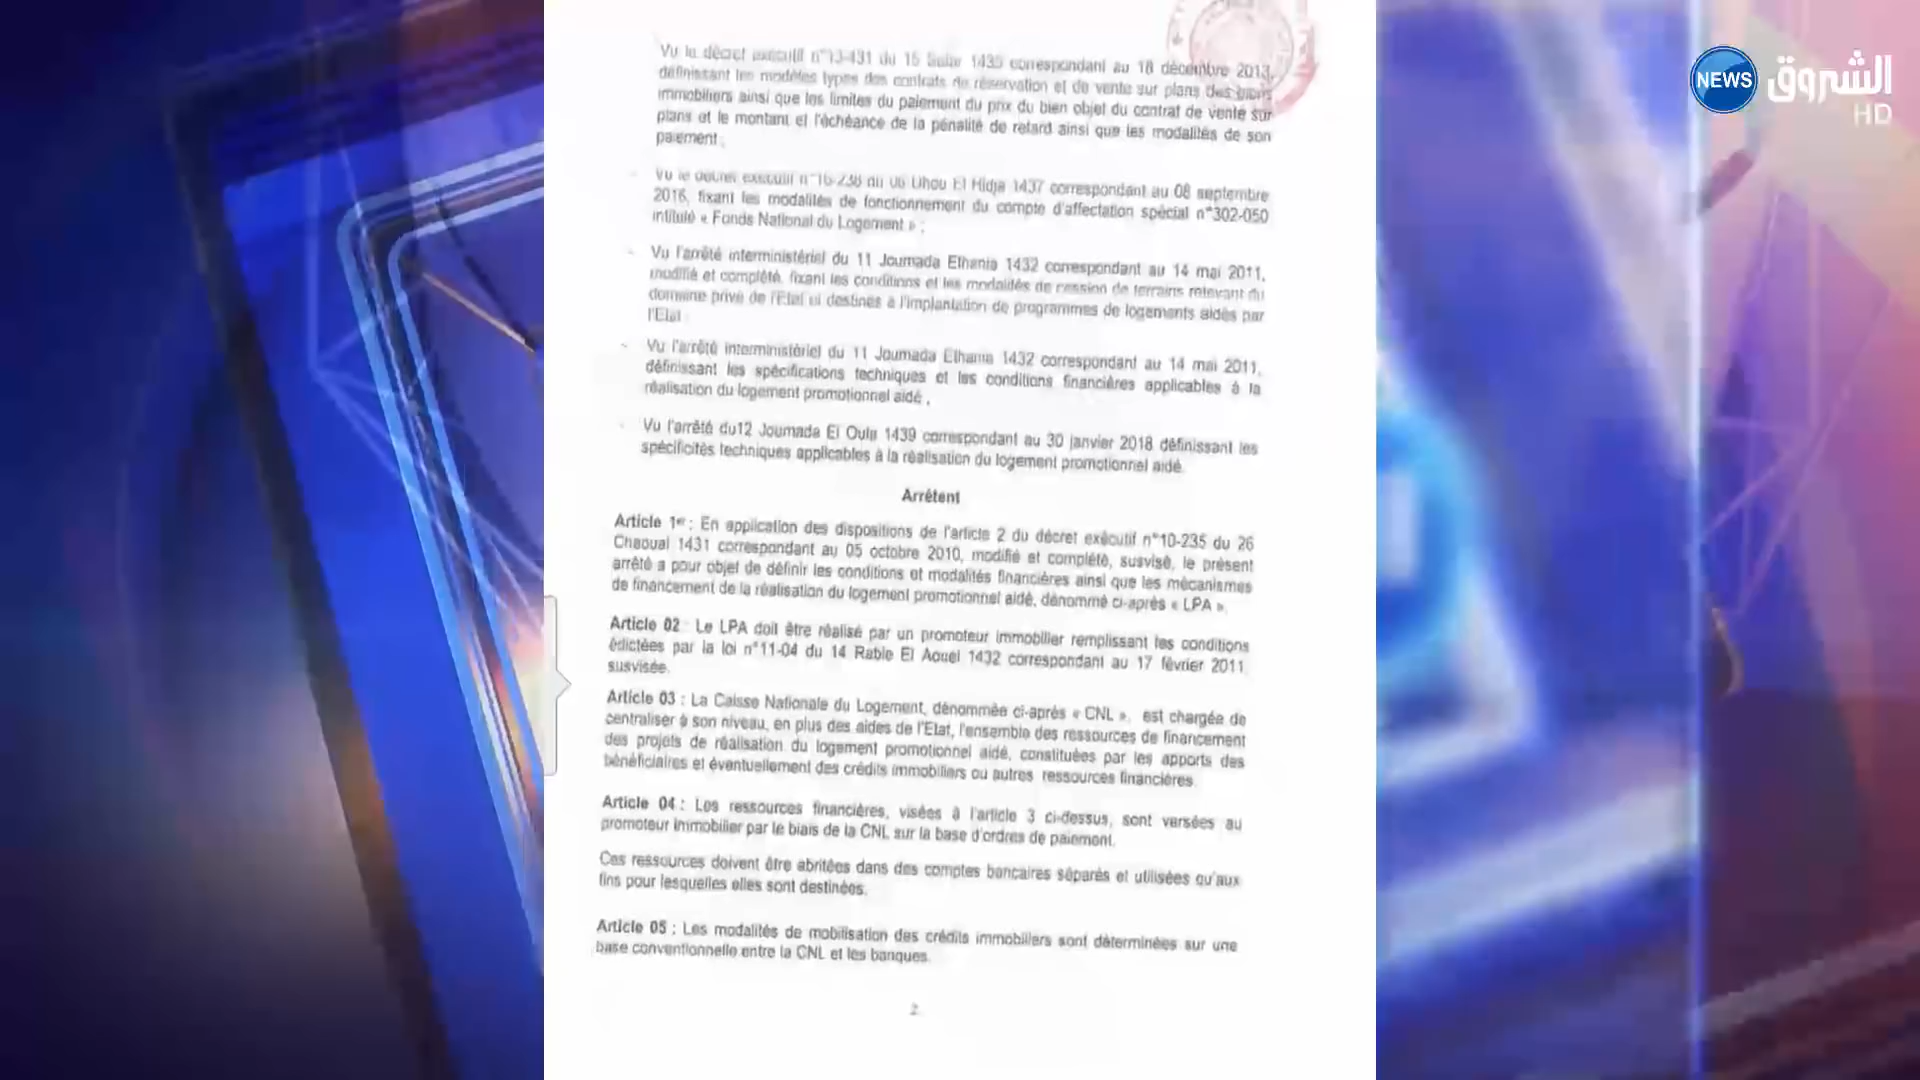 NEWS الشروق
HD
Vu le décret exécutif n°13-431 du 15 Safar 1435 correspondant au 18 décembre 2013,
définissant les modèles types des contrats de réservation et de vente sur plans des biens
immobiliers ainsi que les limites du paiement du prix du bien objet du contrat de vente sur
plans et le montant et l'échéance de la pénalité de retard ainsi que les modalités de son
paiement ;
- Vu le décret exécutif n°16-238 du 06 Dhou El Hidja 1437 correspondant au 08 septembre
2016, fixant les modalités de fonctionnement du compte d'affectation spécial n°302-050
intitulé « Fonds National du Logement » ;
- Vu l'arrêté interministériel du 11 Joumada Elhania 1432 correspondant au 14 mai 2011,
modifié et complété, fixant les conditions et les modalités de cession de terrains relevant du
domaine privé de l'Etat et destinés à l'implantation de programmes de logements aidés par
l'Etat
- Vu l'arrêté interministériel du 11 Joumada Elhania 1432 correspondant au 14 mai 2011,
définissant les spécifications techniques et les conditions financières applicables à la
réalisation du logement promotionnel aidé ,
- Vu l'arrêté du12 Joumada El Oula 1439 correspondant au 30 janvier 2018 définissant les
spécificités techniques applicables à la réalisation du logement promotionnel aidé.
Arrêtent
Article 1er : En application des dispositions de l'article 2 du décret exécutif n°10-235 du 26
Chaoual 1431 correspondant au 05 octobre 2010, modifié et complété, susvisé, le présent
arrêté a pour objet de définir les conditions et modalités financières ainsi que les mécanismes
de financement de la réalisation du logement promotionnel aidé, dénommé ci-après « LPA ».
Article 02 : Le LPA doit être réalisé par un promoteur immobilier remplissant les conditions
édictées par la loi n°11-04 du 14 Rabie El Aouel 1432 correspondant au 17 février 2011,
susvisée.
Article 03 : La Caisse Nationale du Logement, dénommée ci-après « CNL », est chargée de
centraliser à son niveau, en plus des aides de l'Etat, l'ensemble des ressources de financement
des projets de réalisation du logement promotionnel aidé, constituées par les apports des
bénéficiaires et éventuellement des crédits immobiliers ou autres ressources financières.
Article 04 : Les ressources financières, visées à l'article 3 ci-dessus, sont versées au
promoteur immobilier par le biais de la CNL sur la base d'ordres de paiement.
Ces ressources doivent être abritées dans des comptes bancaires séparés et utilisées qu'aux
fins pour lesquelles elles sont destinées.
Article 05 : Les modalités de mobilisation des crédits immobiliers sont déterminées sur une
base conventionnelle entre la CNL et les banques.
2